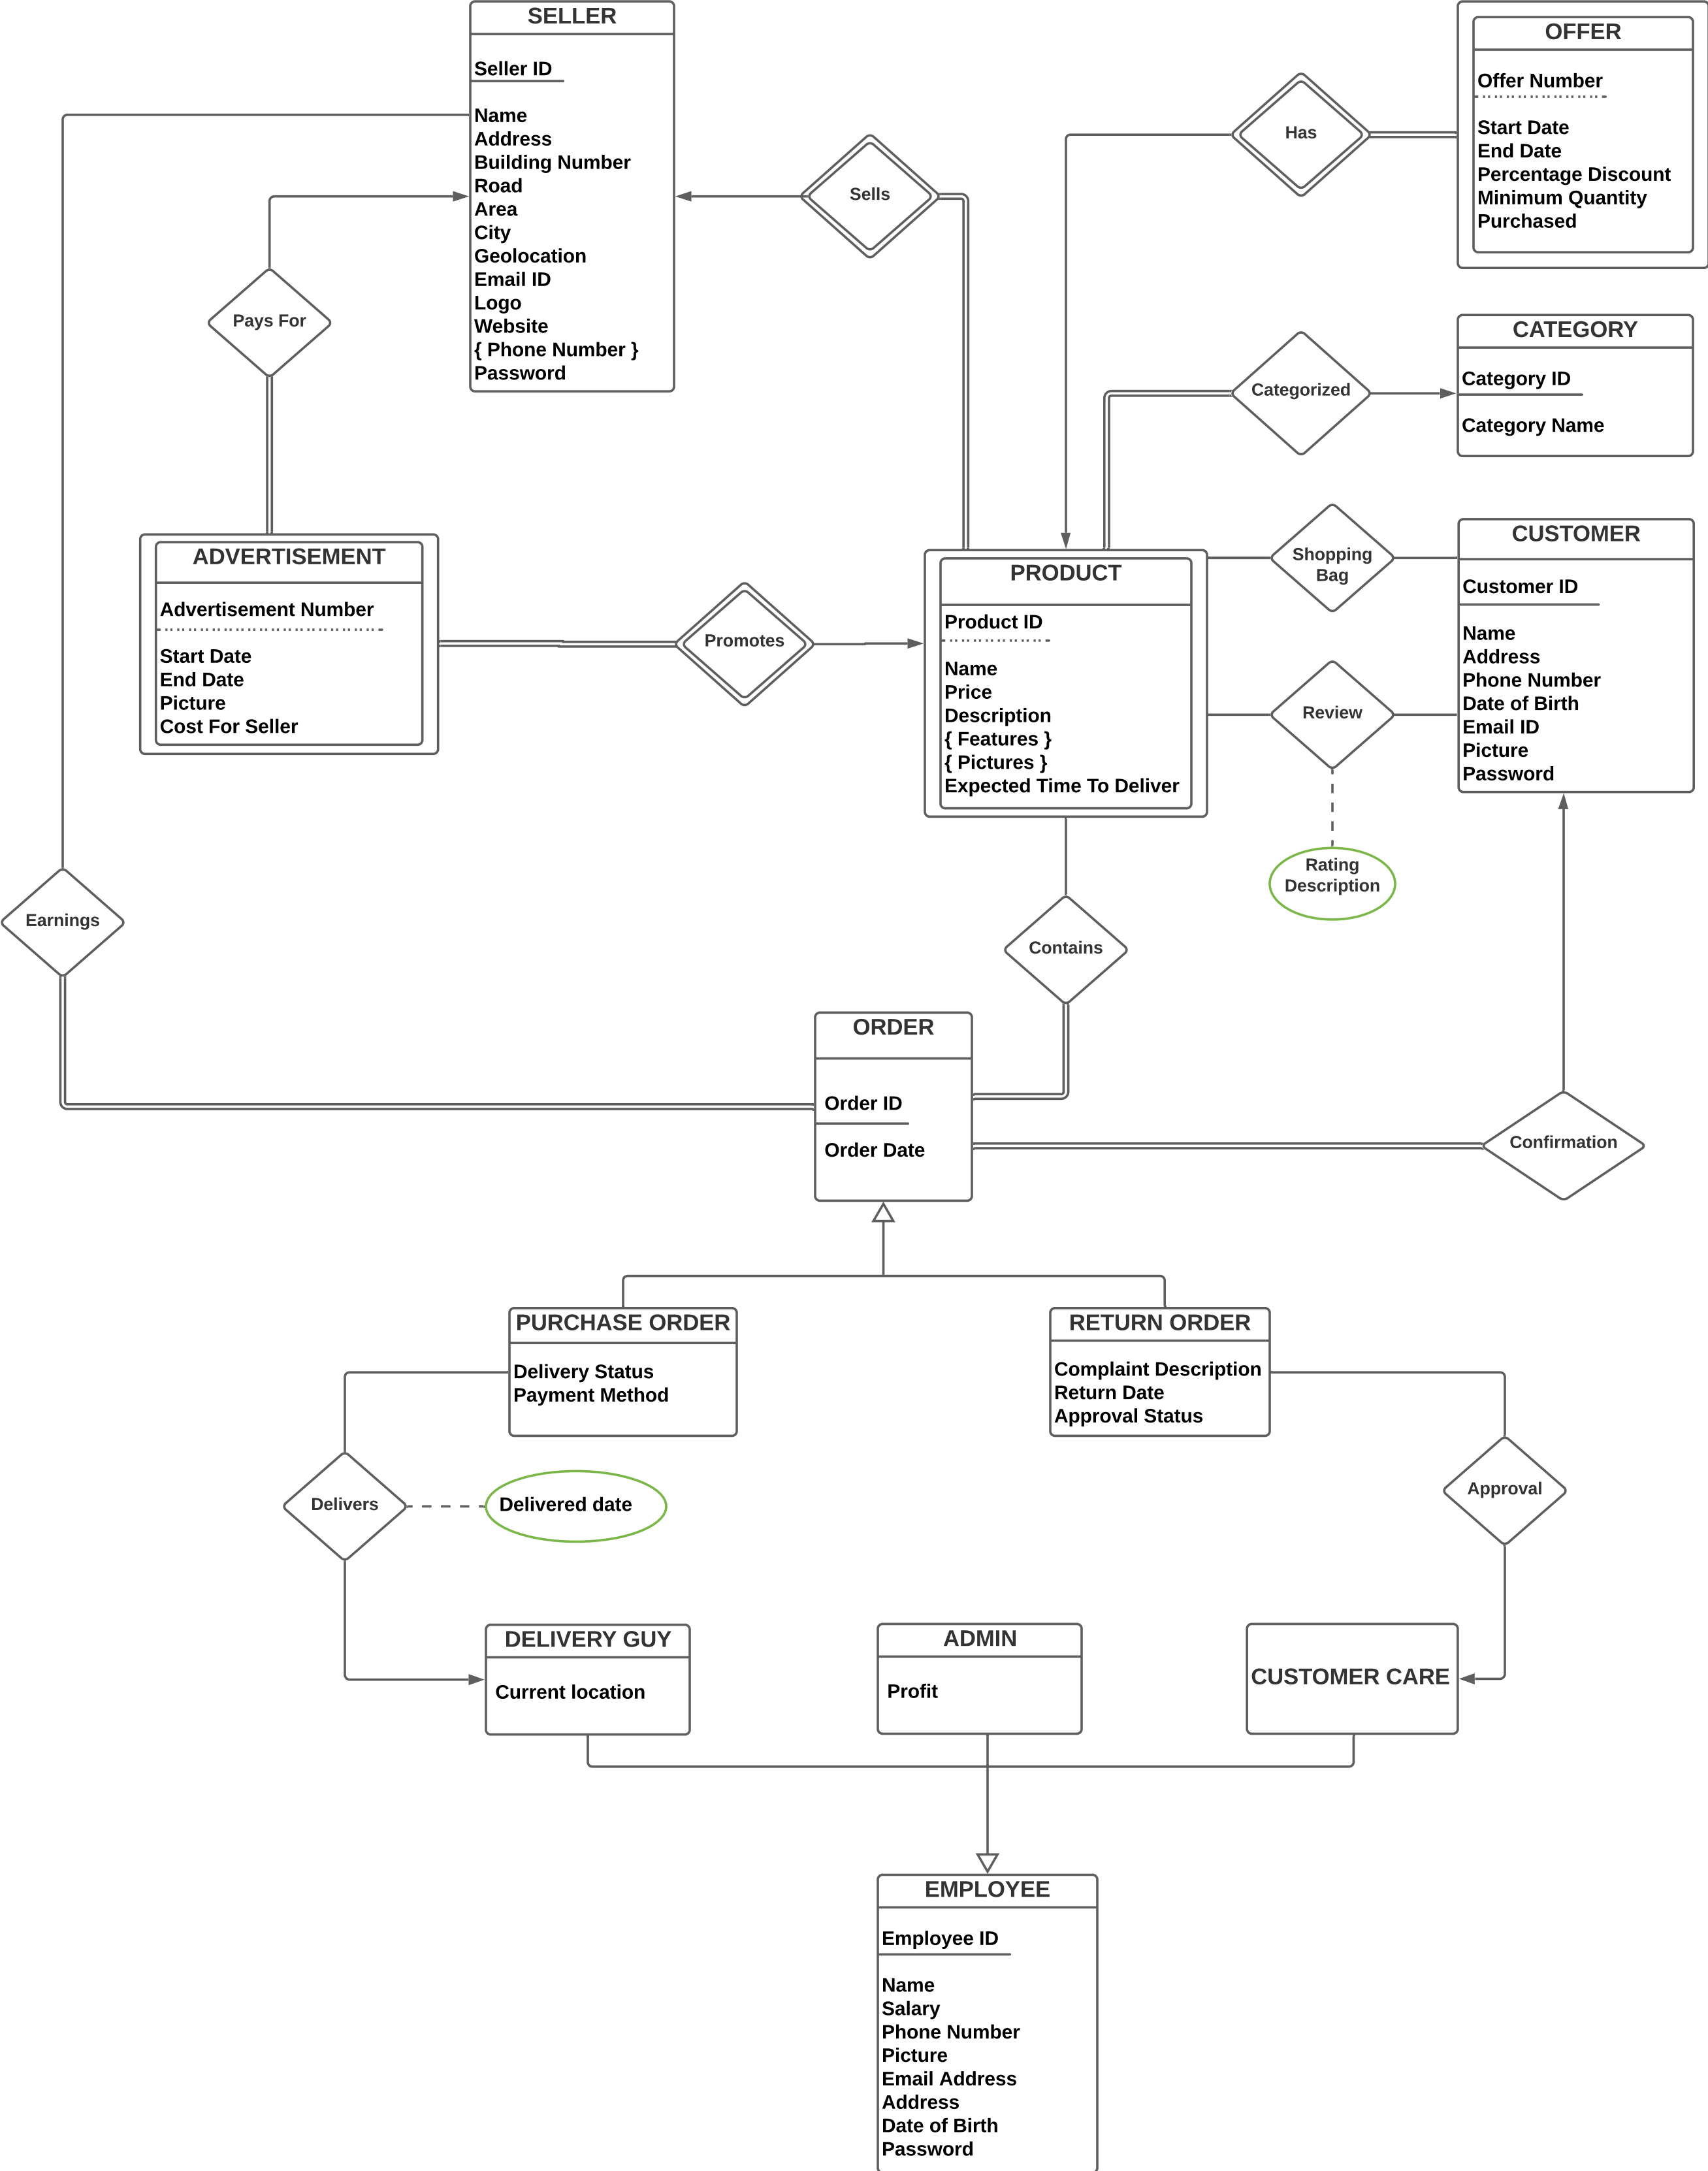 SELLER
Seller ID
Name
Address
Building Number
Road
Area
City
Geolocation
Email ID
Logo
Website
{ Phone Number }
Password
OFFER
Offer Number
Start Date
End Date
Percentage Discount
Minimum Quantity
Purchased
Has
Sells
Pays For
CATEGORY
Category ID
Category Name
Categorized
ADVERTISEMENT
Advertisement Number
Start Date
End Date
Picture
Cost For Seller
Promotes
PRODUCT
Product ID
Name
Price
Description
{ Features }
{ Pictures }
Expected Time To Deliver
Shopping
Bag
Review
Rating
Description
CUSTOMER
Customer ID
Name
Address
Phone Number
Date of Birth
Email ID
Picture
Password
Earnings
Contains
ORDER
Order ID
Order Date
Confirmation
PURCHASE ORDER
Delivery Status
Payment Method
RETURN ORDER
Complaint Description
Return Date
Approval Status
Delivers
Delivered date
Approval
DELIVERY GUY
Current location
ADMIN
Profit
CUSTOMER CARE
EMPLOYEE
Employee ID
Name
Salary
Phone Number
Picture
Email Address
Address
Date of Birth
Password